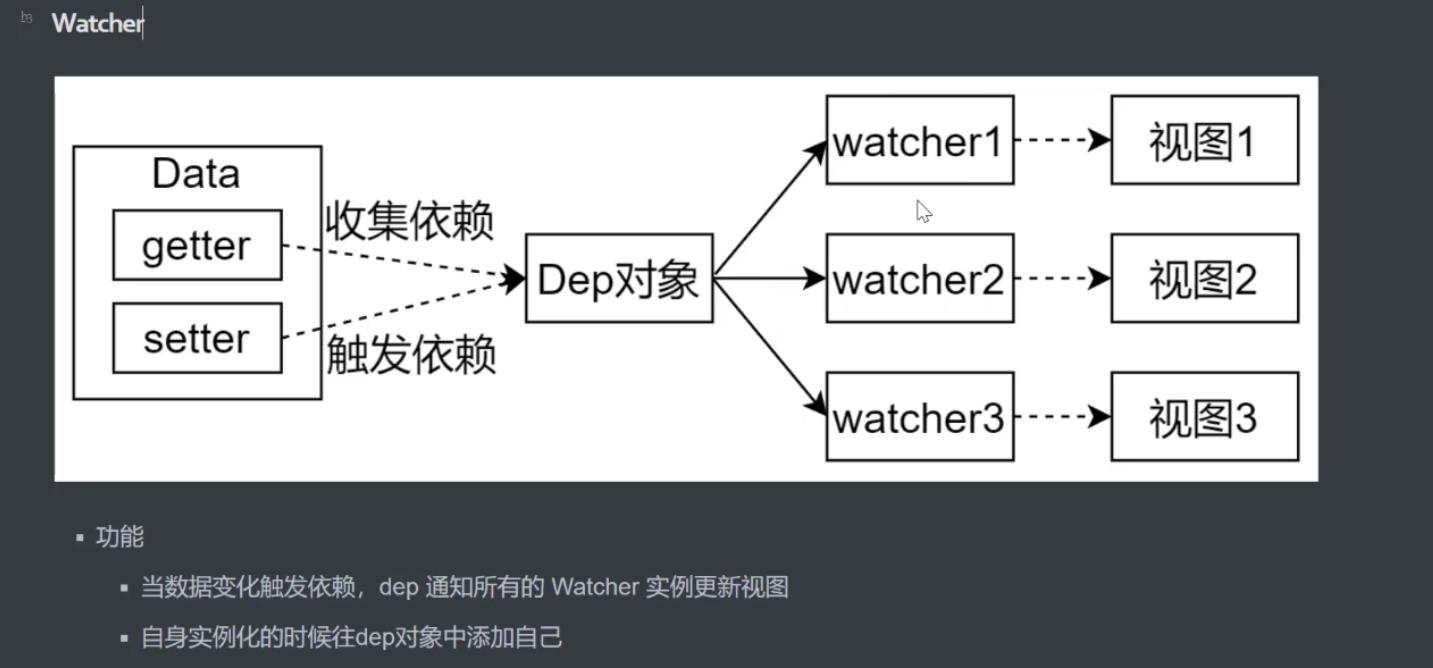 h3
Watcher
Data
getter
setter
收集依赖
触发依赖
Dep对象
watcher1
视图1
watcher2
视图2
watcher3
视图3
功能
当数据变化触发依赖，dep 通知所有的 Watcher 实例更新视图
自身实例化的时候往dep对象中添加自己